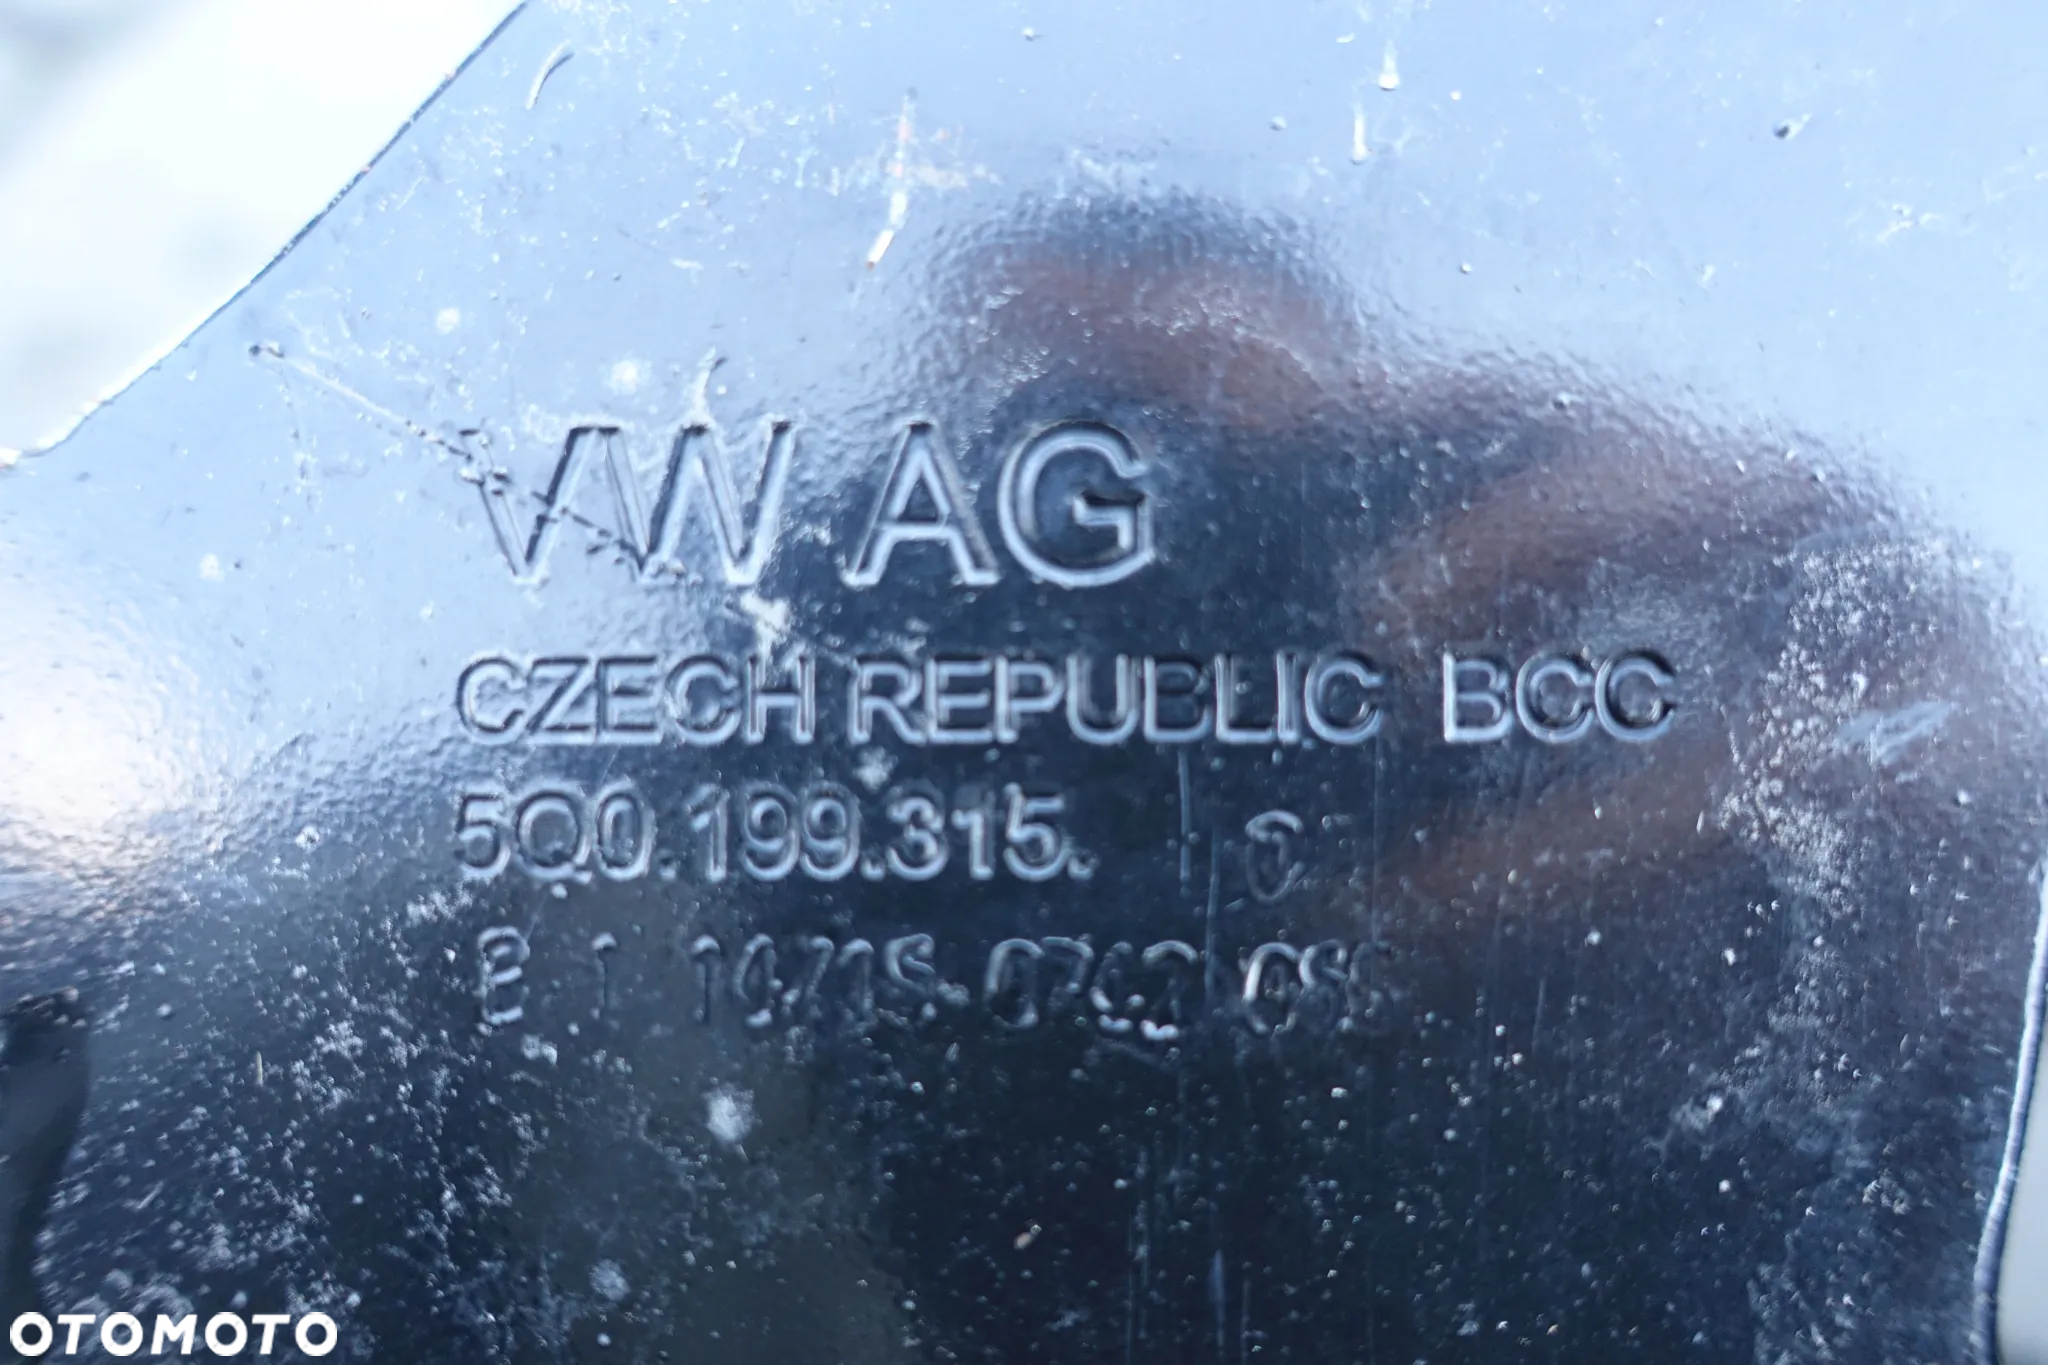 VW AG
CZECH REPUBLIC BCC
5Q0.199.315.
OTOMOTO